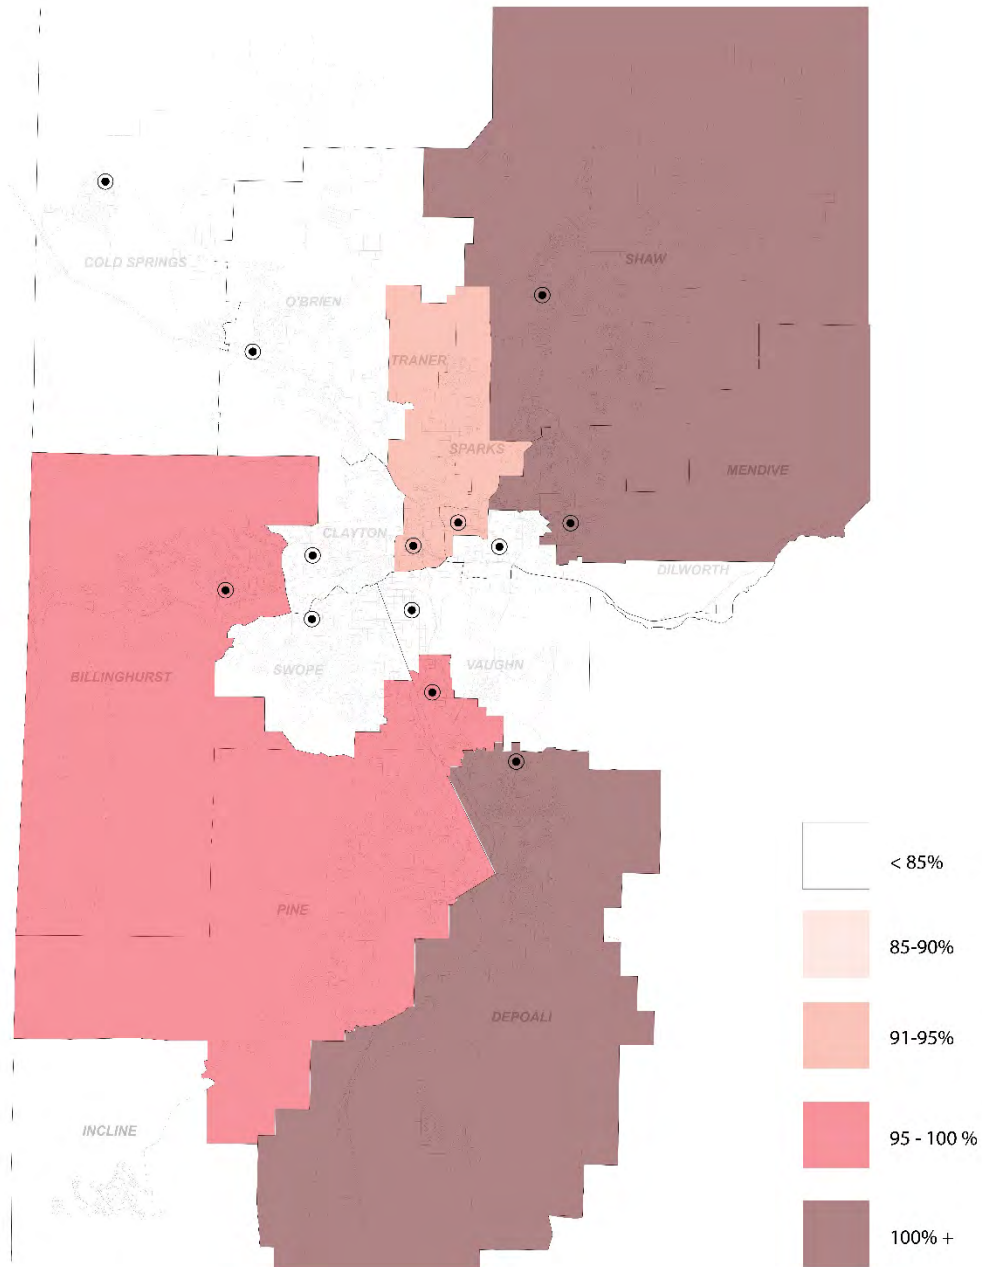 COLD SPRINGS
SHAW
O'BRIEN
TRANER
SPARKS
MENDIVE
CLAYTON
DILWORTH
SWOPE
VAUGHN
BILLINGHURST
PINE
DEPOALI
INCLINE
< 85%
85-90%
91-95%
95 - 100 %
100% +